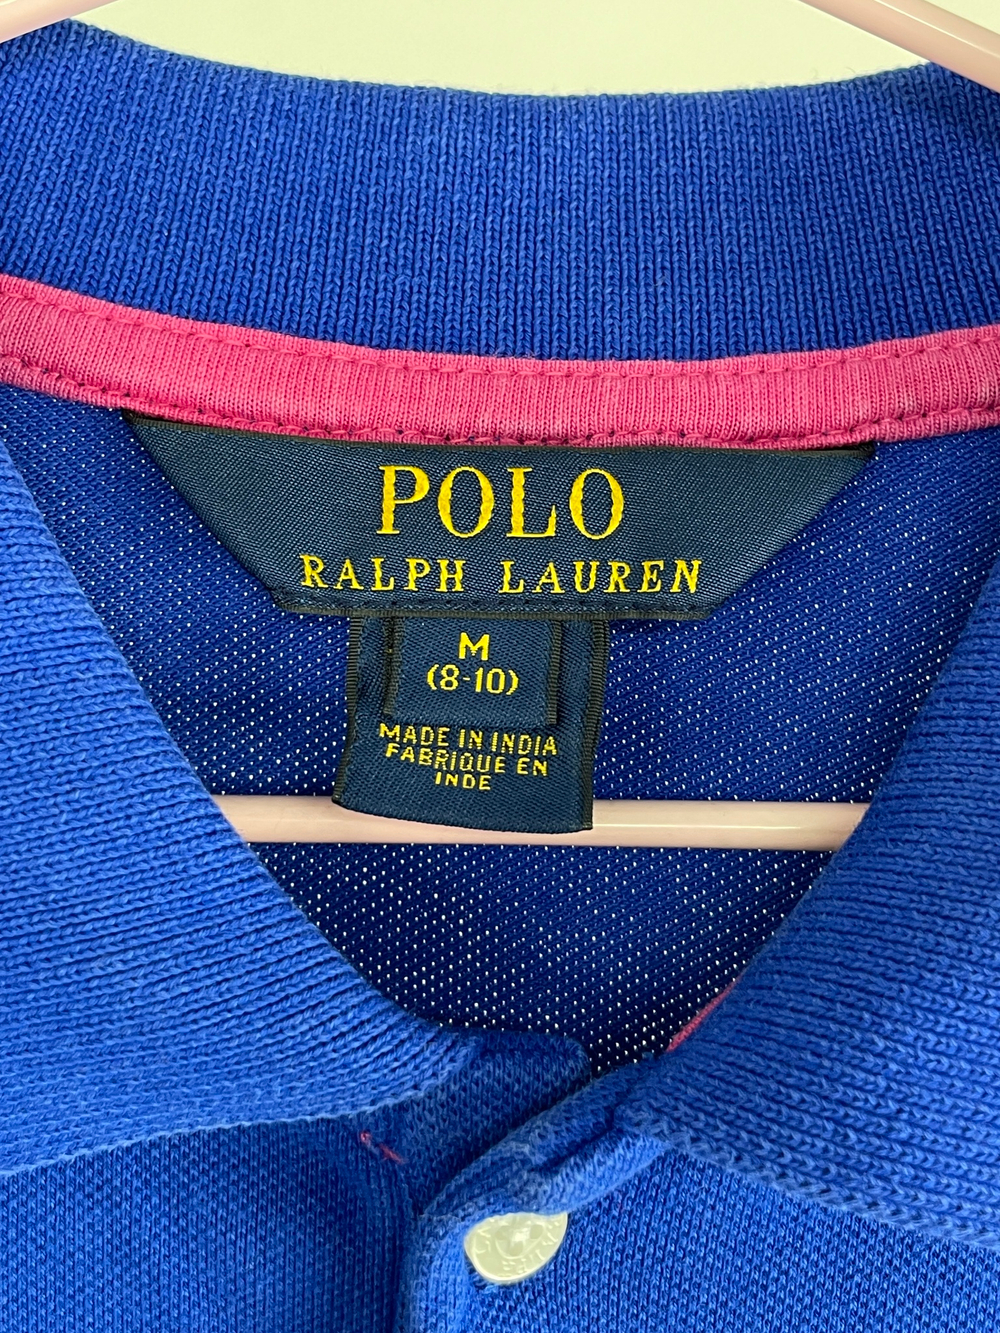 POLO
RALPH LAUREN
M
(8-10)
MADE IN INDIA
FABRIQUE EN
INDE